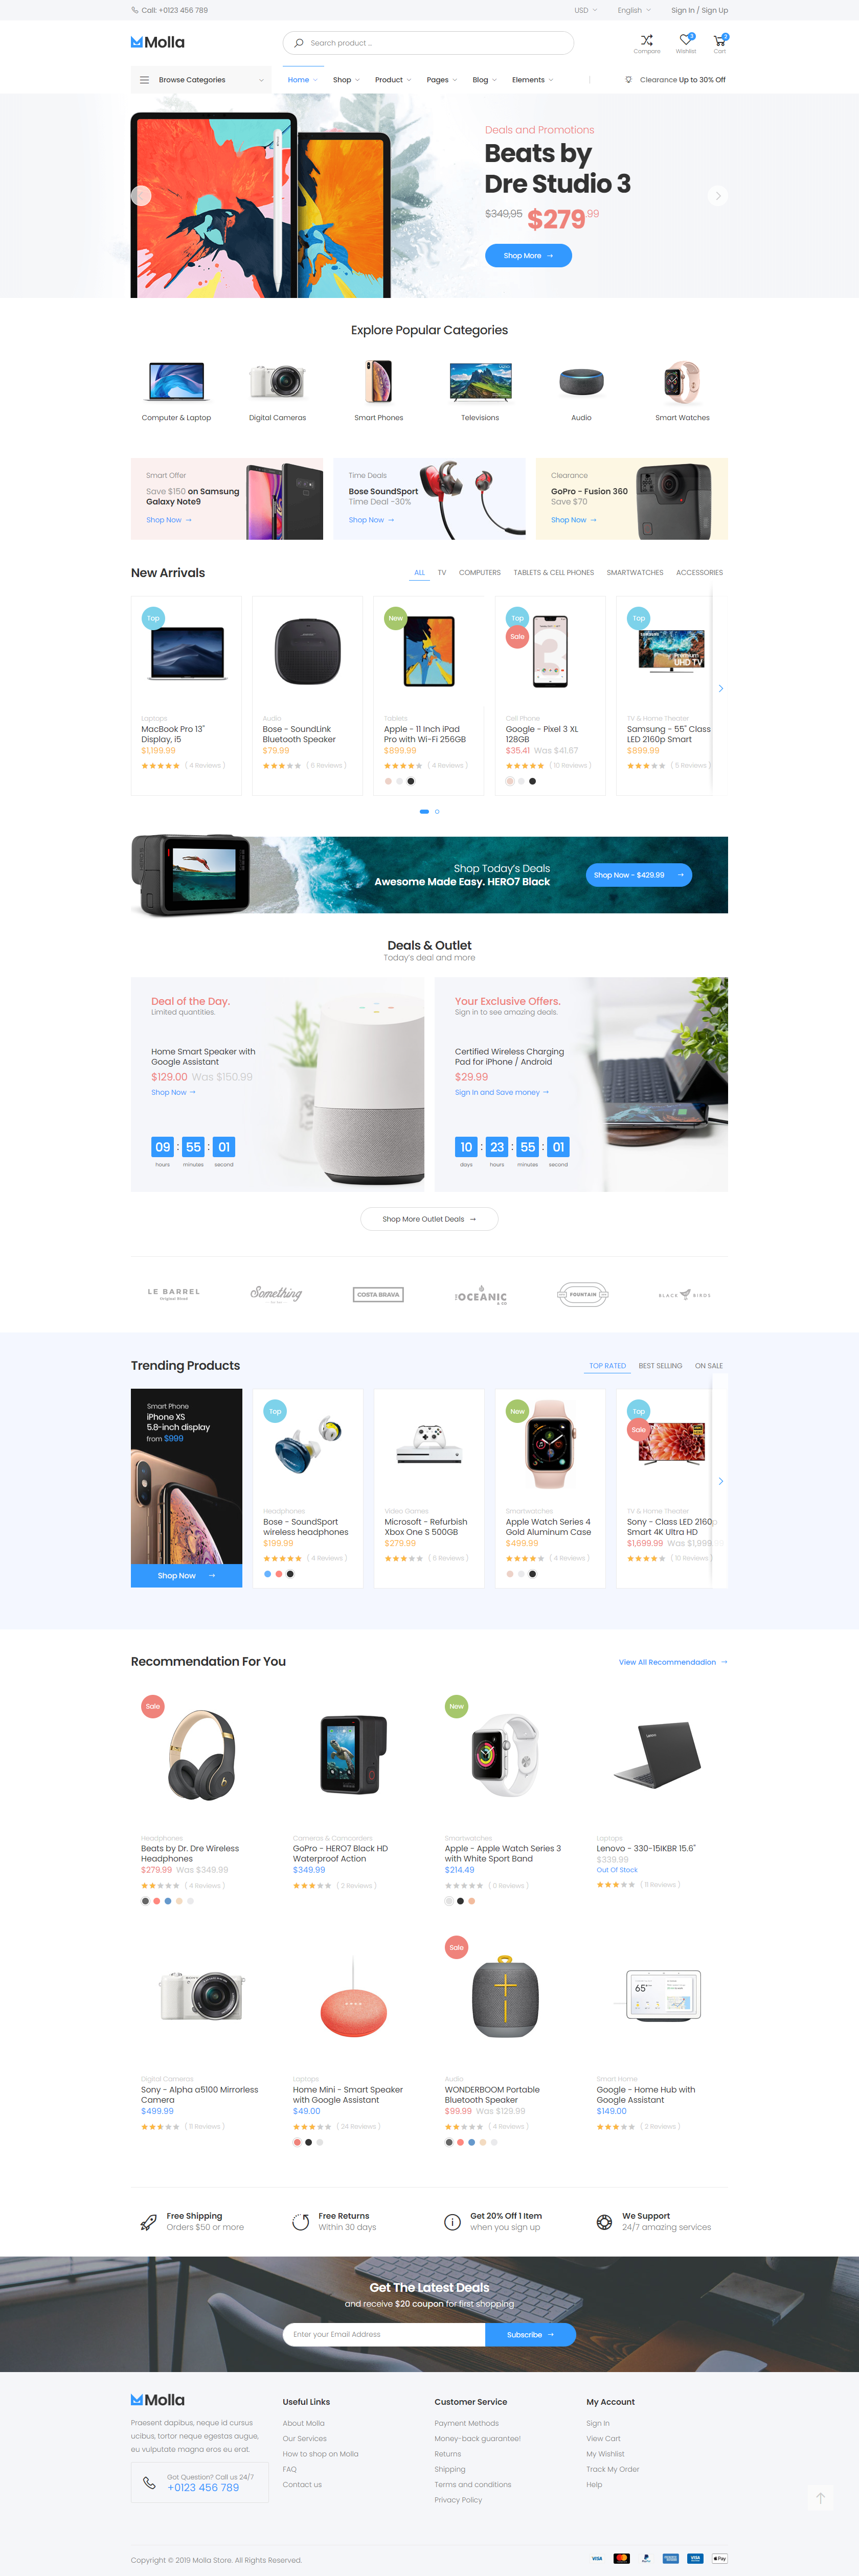 Call: +0123 456 789
USD
English
Sign In / Sign Up
Molla
Search product ...
Compare
3
Wishlist
2
Cart
Browse Categories
Home
Shop
Product
Pages
Blog
Elements
Clearance Up to 30% Off
Deals and Promotions
Beats by
Dre Studio 3
$349,95 $279.99
Shop More →
Explore Popular Categories
Computer & Laptop
Digital Cameras
Smart Phones
Televisions
Audio
Smart Watches
Smart Offer
Save $150 on Samsung
Galaxy Note9
Shop Now →
Time Deals
Bose SoundSport
Time Deal -30%
Shop Now →
Clearance
GoPro - Fusion 360
Save $70
Shop Now →
New Arrivals
ALL
TV
COMPUTERS
TABLETS & CELL PHONES
SMARTWATCHES
ACCESSORIES
Top
Laptops
MacBook Pro 13"
Display, i5
$1,199.99
( 4 Reviews )
Audio
Bose - SoundLink
Bluetooth Speaker
$79.99
( 6 Reviews )
New
Tablets
Apple - 11 Inch iPad
Pro with Wi-Fi 256GB
$899.99
( 4 Reviews )
Top
Sale
Cell Phone
Google - Pixel 3 XL
128GB
$35.41 Was $41.67
( 10 Reviews )
Top
Premium
UHD TV
TV & Home Theater
Samsung - 55" Class
LED 2160p Smart
$899.99
( 5 Reviews )
Shop Today's Deals
Awesome Made Easy. HERO7 Black
Shop Now - $429.99 →
Deals & Outlet
Today's deal and more
Deal of the Day.
Limited quantities.
Home Smart Speaker with
Google Assistant
$129.00 Was $150.99
Shop Now →
09 : 55 : 01
hours minutes second
Your Exclusive Offers.
Sign in to see amazing deals.
Certified Wireless Charging
Pad for iPhone / Android
$29.99
Sign In and Save money →
10 : 23 : 55 : 01
days hours minutes second
Shop More Outlet Deals →
LE BARREL
Original Blend
Something
COSTA BRAVA
THE OCEANIC
& CO
FOUNTAIN
BLACK BIRDS
Trending Products
TOP RATED
BEST SELLING
ON SALE
Smart Phone
iPhone XS
5.8-inch display
from $999
Shop Now →
Top
Headphones
Bose - SoundSport
wireless headphones
$199.99
( 4 Reviews )
Video Games
Microsoft - Refurbish
Xbox One S 500GB
$279.99
( 6 Reviews )
New
Smartwatches
Apple Watch Series 4
Gold Aluminum Case
$499.99
( 4 Reviews )
Top
Sale
TV & Home Theater
Sony - Class LED 2160p
Smart 4K Ultra HD
$1,699.99 Was $1,999.
( 10 Reviews )
Recommendation For You
View All Recommendadion →
Sale
Headphones
Beats by Dr. Dre Wireless
Headphones
$279.99 Was $349.99
( 4 Reviews )
Cameras & Camcorders
GoPro - HERO7 Black HD
Waterproof Action
$349.99
( 2 Reviews )
New
Smartwatches
Apple - Apple Watch Series 3
with White Sport Band
$214.49
( 0 Reviews )
Lenovo
Laptops
Lenovo - 330-15IKBR 15.6"
$339.99
Out Of Stock
( 11 Reviews )
Digital Cameras
Sony - Alpha a5100 Mirrorless
Camera
$499.99
( 11 Reviews )
Laptops
Home Mini - Smart Speaker
with Google Assistant
$49.00
( 24 Reviews )
Sale
Audio
WONDERBOOM Portable
Bluetooth Speaker
$99.99 Was $129.99
( 4 Reviews )
65°
Smart Home
Google - Home Hub with
Google Assistant
$149.00
( 2 Reviews )
Free Shipping
Orders $50 or more
Free Returns
Within 30 days
Get 20% Off 1 Item
when you sign up
We Support
24/7 amazing services
Get The Latest Deals
and receive $20 coupon for first shopping
Enter your Email Address
Subscribe →
Molla
Praesent dapibus, neque id cursus
ucibus, tortor neque egestas augue,
eu vulputate magna eros eu erat.
Got Question? Call us 24/7
+0123 456 789
Useful Links
About Molla
Our Services
How to shop on Molla
FAQ
Contact us
Customer Service
Payment Methods
Money-back guarantee!
Returns
Shipping
Terms and conditions
Privacy Policy
My Account
Sign In
View Cart
My Wishlist
Track My Order
Help
Copyright © 2019 Molla Store. All Rights Reserved.
VISA
PayPal
VISA
Pay